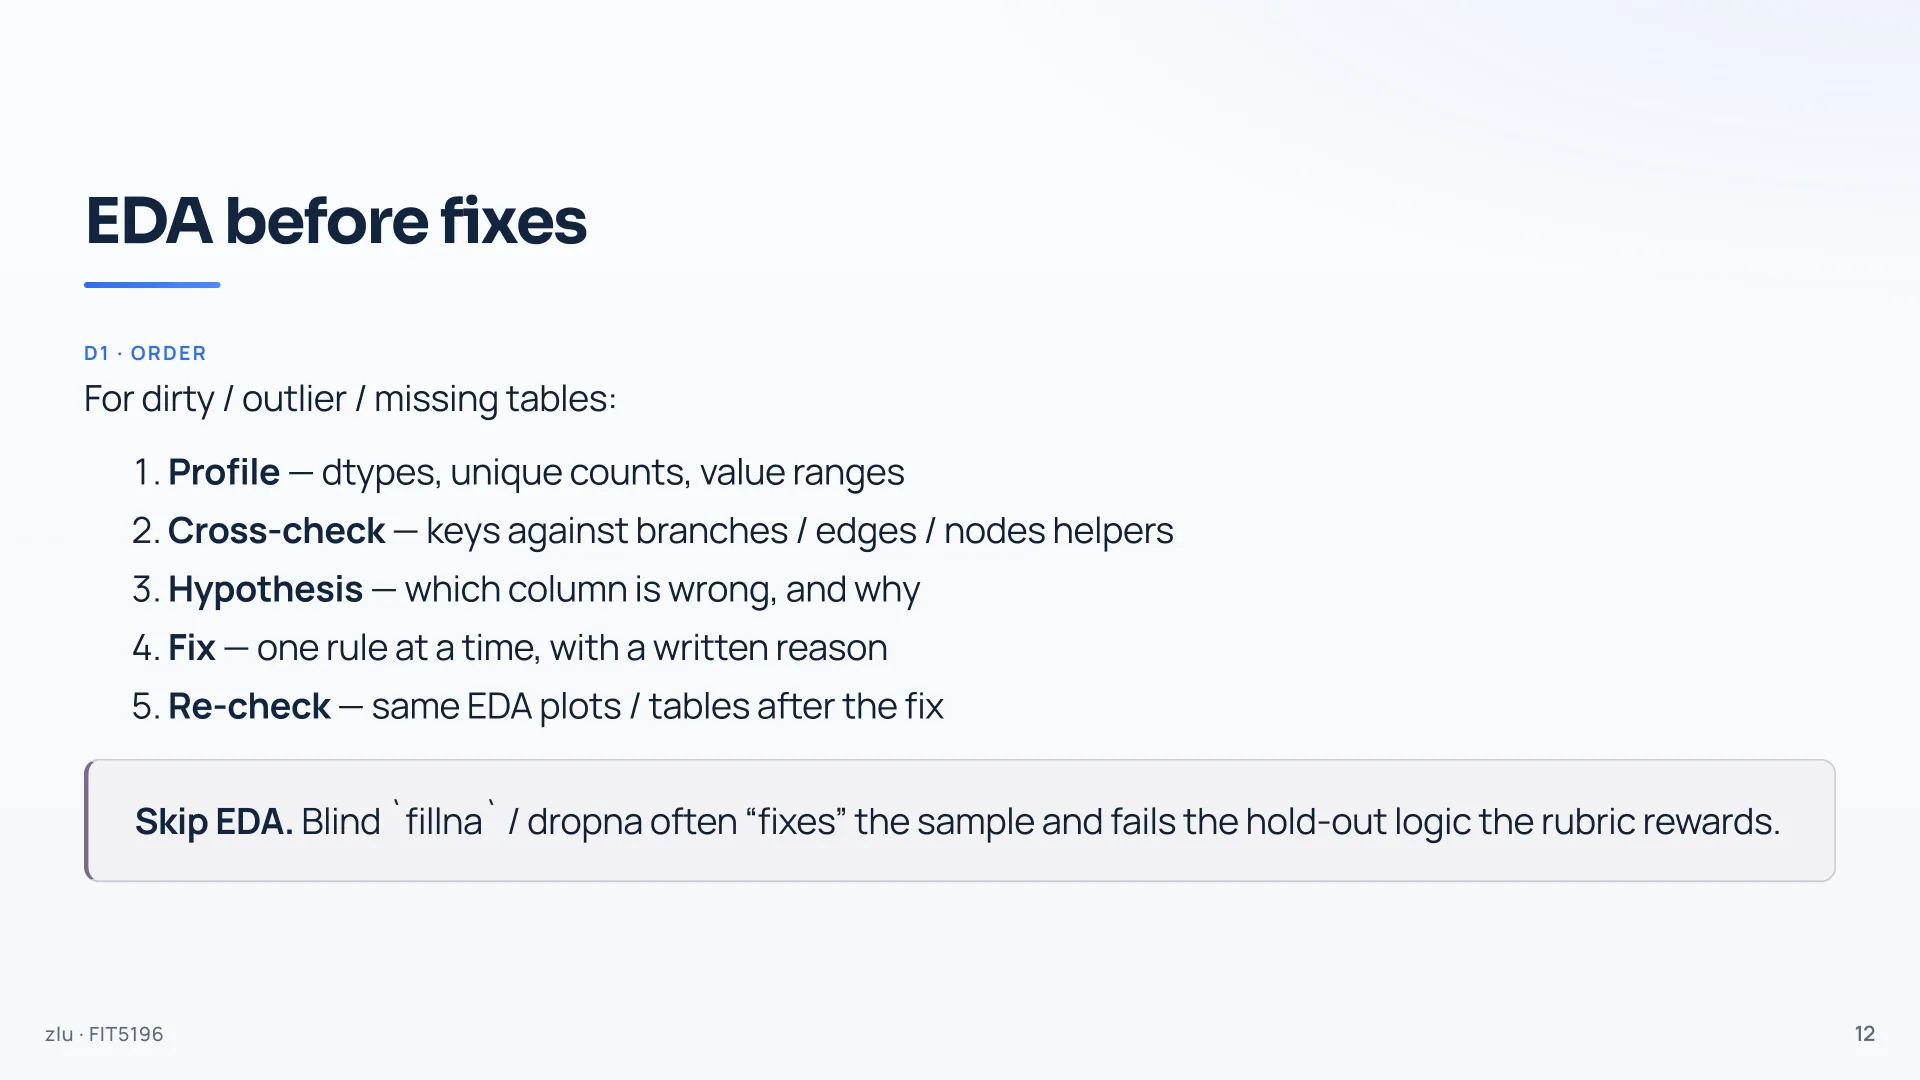 EDA before fixes
D1 · ORDER
For dirty / outlier / missing tables:
1. Profile — dtypes, unique counts, value ranges
2. Cross-check — keys against branches / edges / nodes helpers
3. Hypothesis — which column is wrong, and why
4. Fix — one rule at a time, with a written reason
5. Re-check — same EDA plots / tables after the fix
Skip EDA. Blind `fillna` / dropna often “fixes” the sample and fails the hold-out logic the rubric rewards.
zlu · FIT5196
12